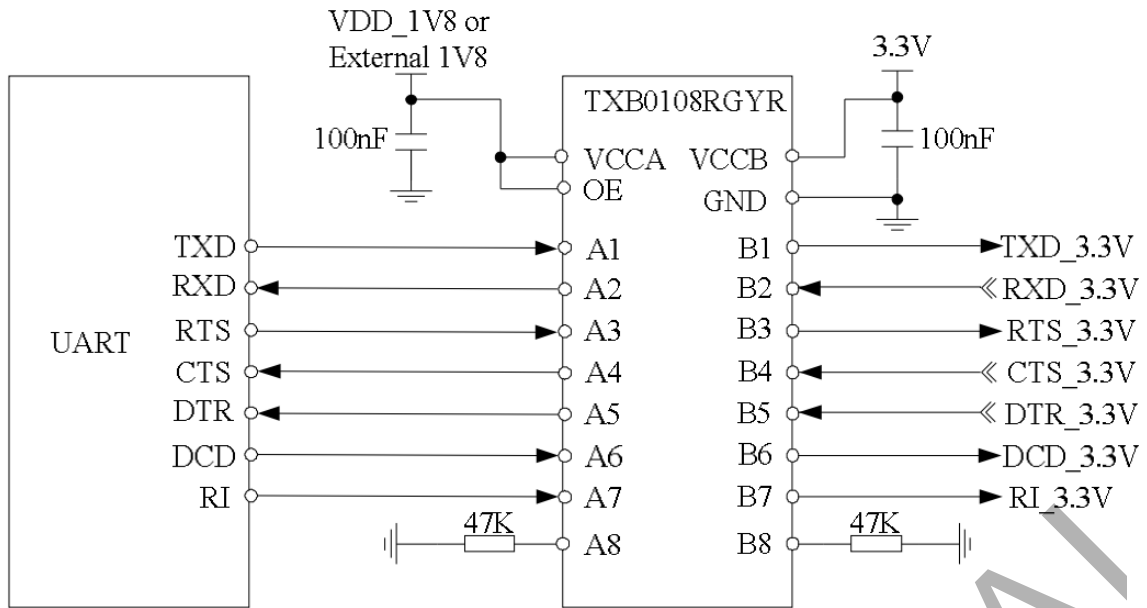 VDD_1V8 or
External 1V8
3.3V
TXB0108RGYR
100nF
100nF
VCCA
VCCB
OE
GND
TXD
A1
B1
TXD_3.3V
RXD
A2
B2
RXD_3.3V
RTS
A3
B3
RTS_3.3V
UART
CTS
A4
B4
CTS_3.3V
DTR
A5
B5
DTR_3.3V
DCD
A6
B6
DCD_3.3V
RI
A7
B7
RI_3.3V
47K
A8
B8
47K